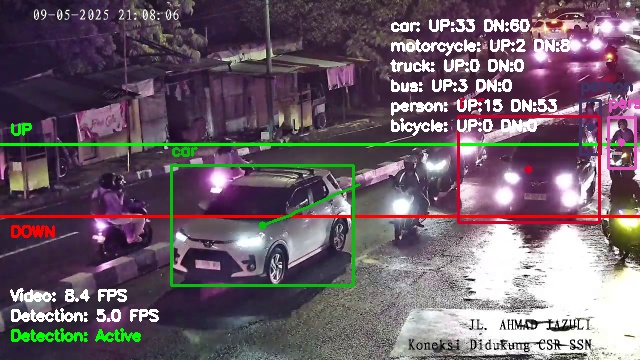 09-05-2025 21:08:06
car: UP:33 DN:60
motorcycle: UP:2 DN:8
truck: UP:0 DN:0
bus: UP:3 DN:0
person: UP:15 DN:53
bicycle: UP:0 DN:0
UP
car
DOWN
Video: 8.4 FPS
Detection: 5.0 FPS
Detection: Active
JL. AHMAD JAZULI
Koneksi Didukung CSR SSN